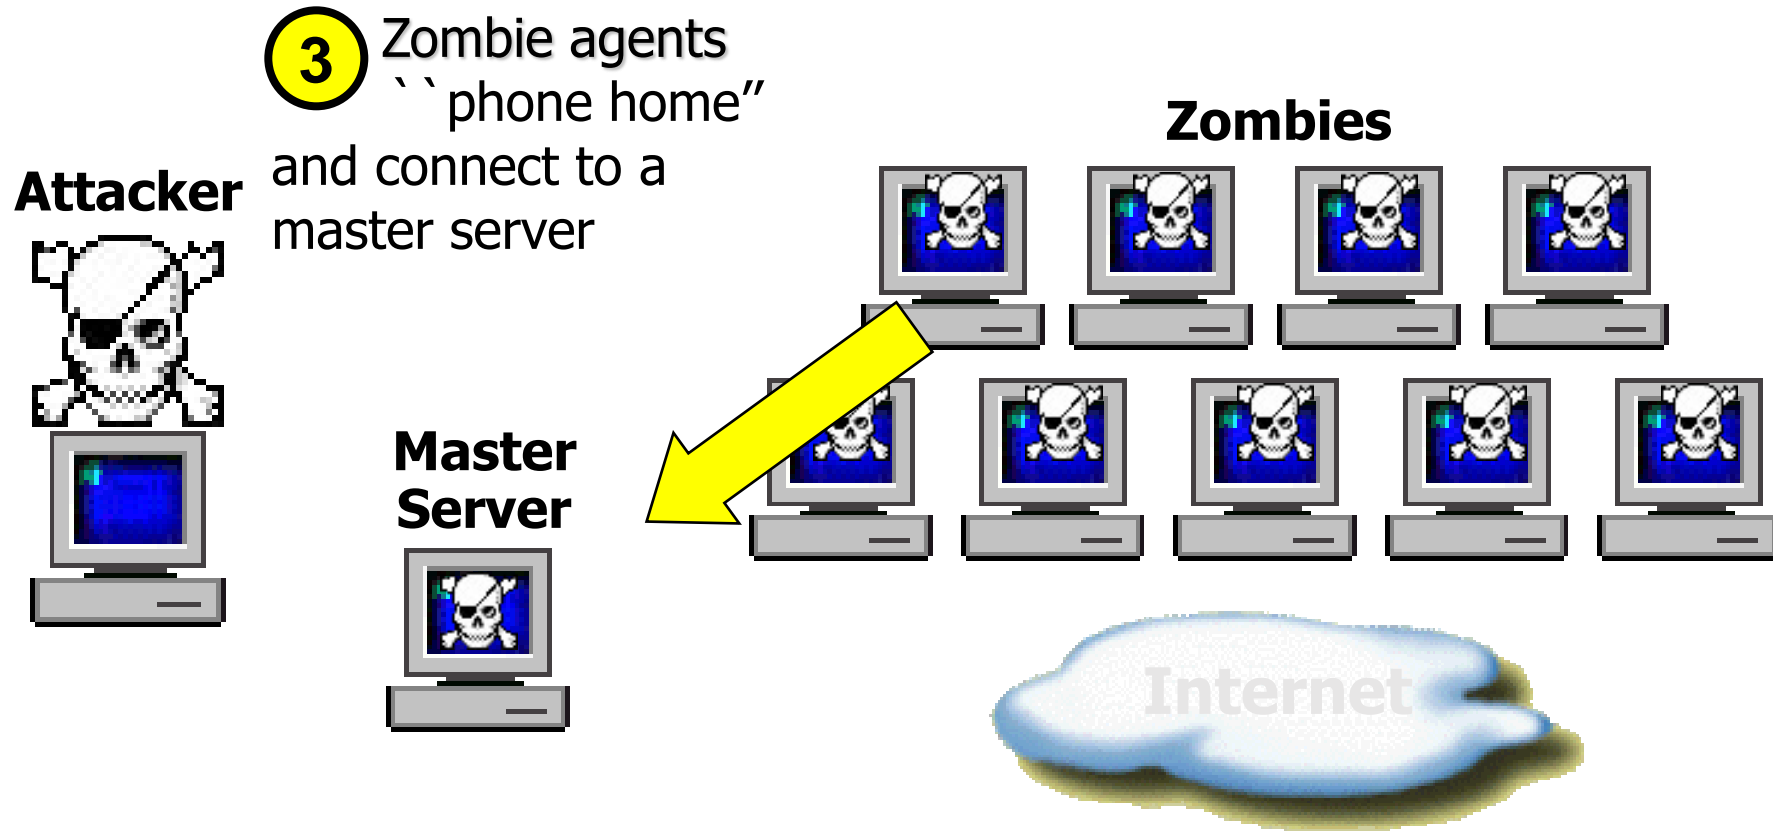 3
Zombie agents
``phone home”
and connect to a
master server
Zombies
Attacker
Master
Server
Internet